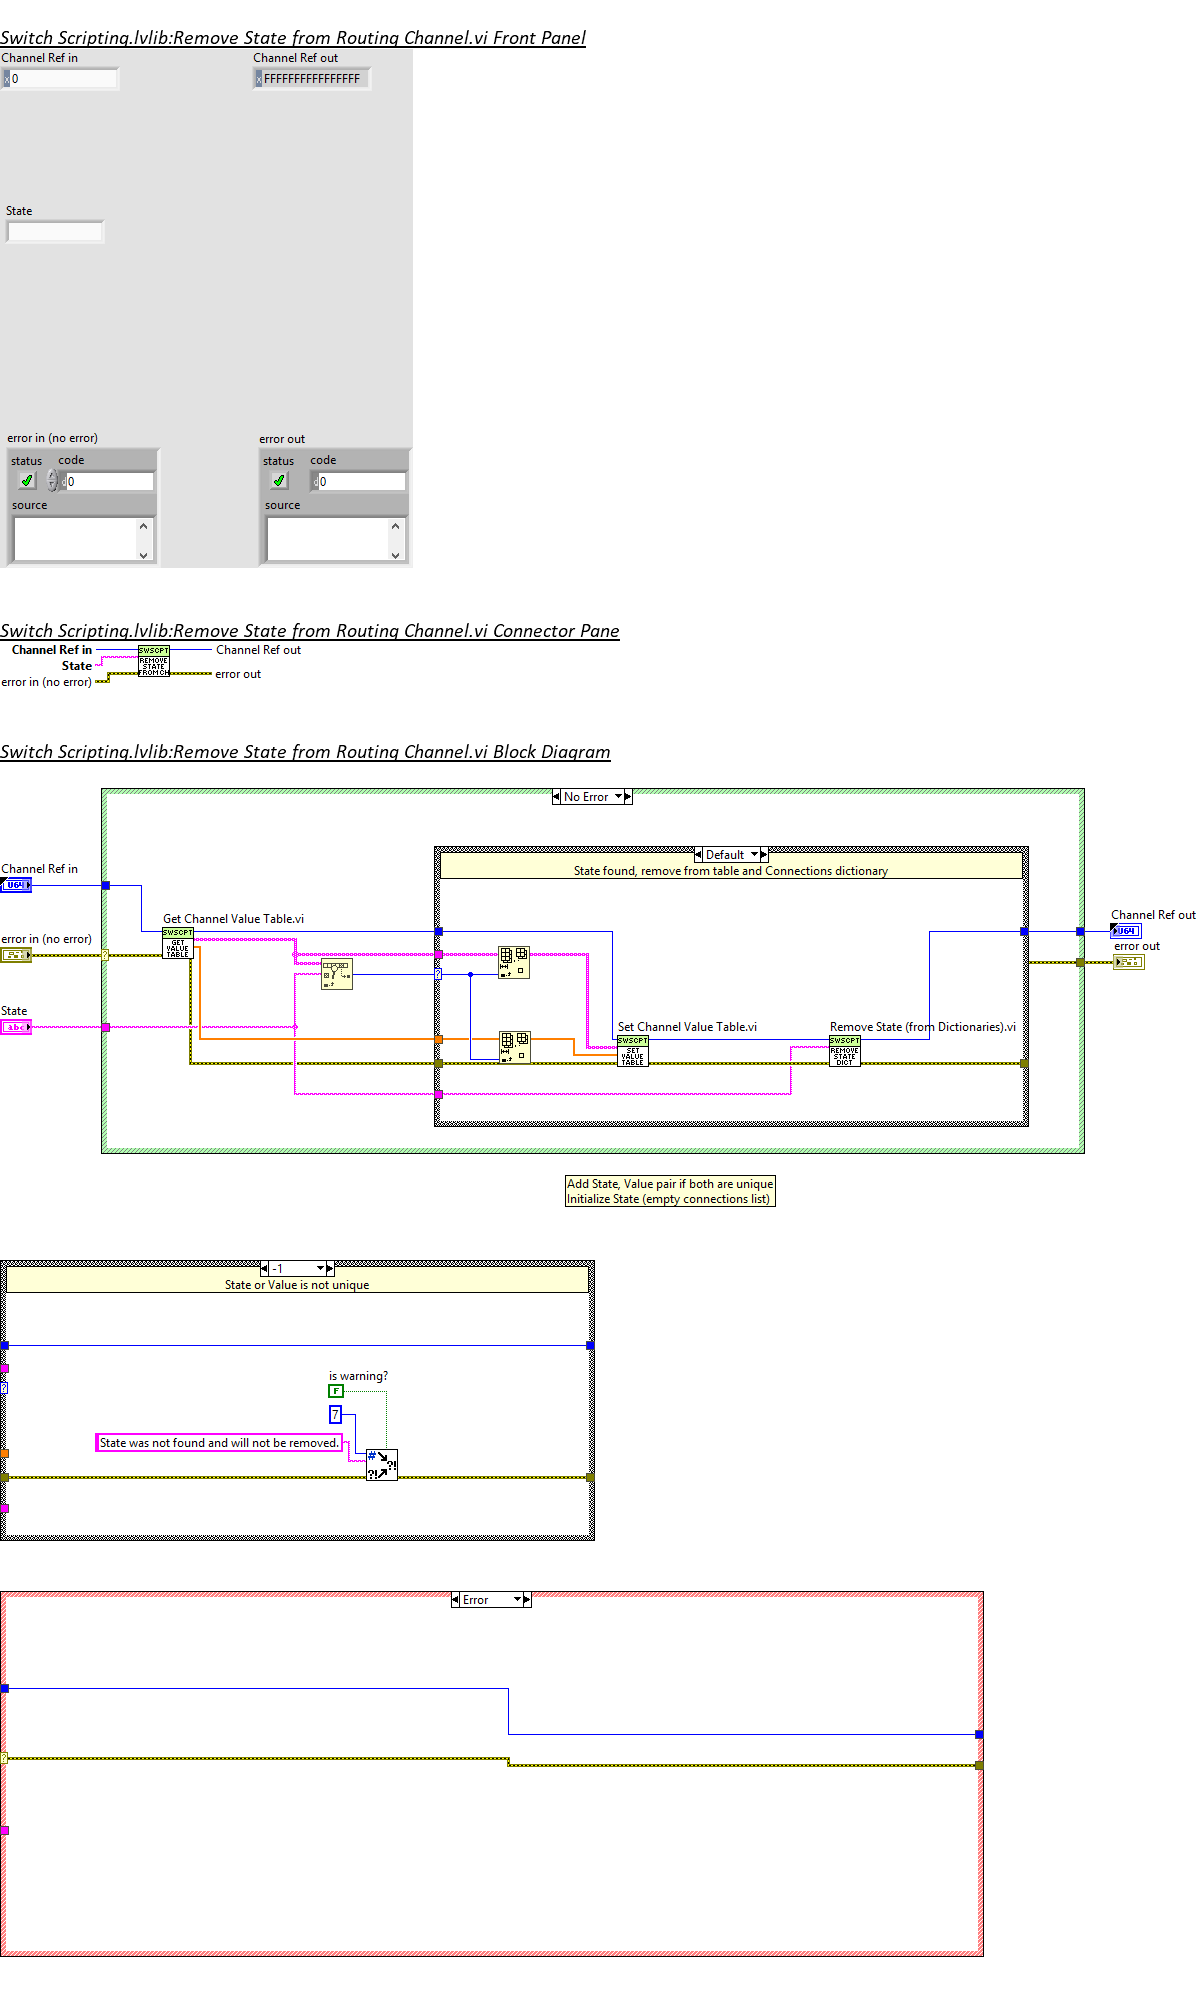 Switch Scripting.lvlib:Remove State from Routing Channel.vi Front Panel
Channel Ref in
Channel Ref out
x 0
x FFFFFFFFFFFFFFFF
State
error in (no error)
error out
status code
status code
d 0
d 0
source
source
Switch Scripting.lvlib:Remove State from Routing Channel.vi Connector Pane
Channel Ref in
SWSCPT
Channel Ref out
State
REMOVE
STATE
FROM CH
error in (no error)
error out
Switch Scripting.lvlib:Remove State from Routing Channel.vi Block Diagram
No Error
Default
State found, remove from table and Connections dictionary
Channel Ref in
U64
Get Channel Value Table.vi
SWSCPT
GET
VALUE
TABLE
Channel Ref out
U64
error in (no error)
error out
?
?
State
abc
Set Channel Value Table.vi
Remove State (from Dictionaries).vi
SWSCPT
SET
VALUE
TABLE
SWSCPT
REMOVE
STATE
DICT
Add State, Value pair if both are unique
Initialize State (empty connections list)
-1
State or Value is not unique
is warning?
F
?
7
State was not found and will not be removed.
# ?!
?!
Error
?